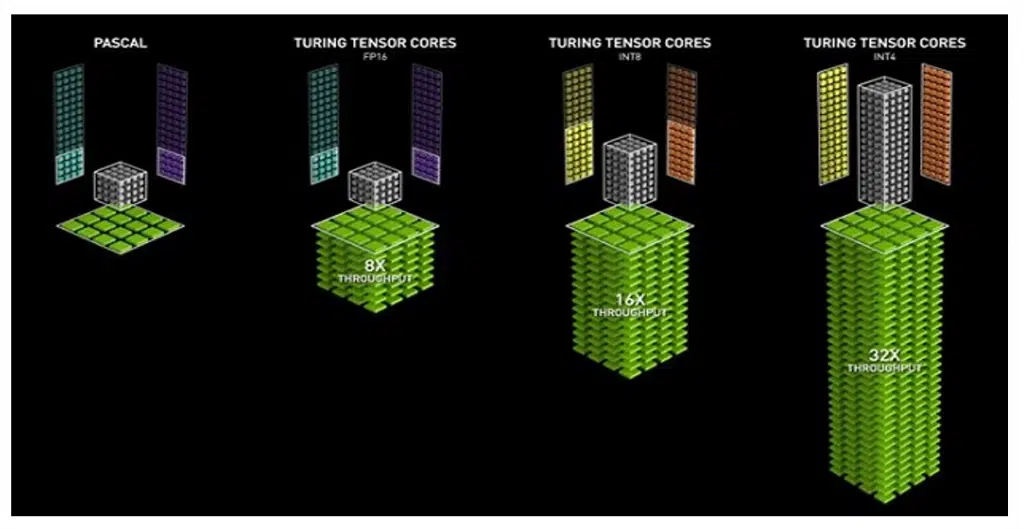 PASCAL
TURING TENSOR CORES
FP16
TURING TENSOR CORES
INT8
TURING TENSOR CORES
INT4
8X
THROUGHPUT
16X
THROUGHPUT
32X
THROUGHPUT